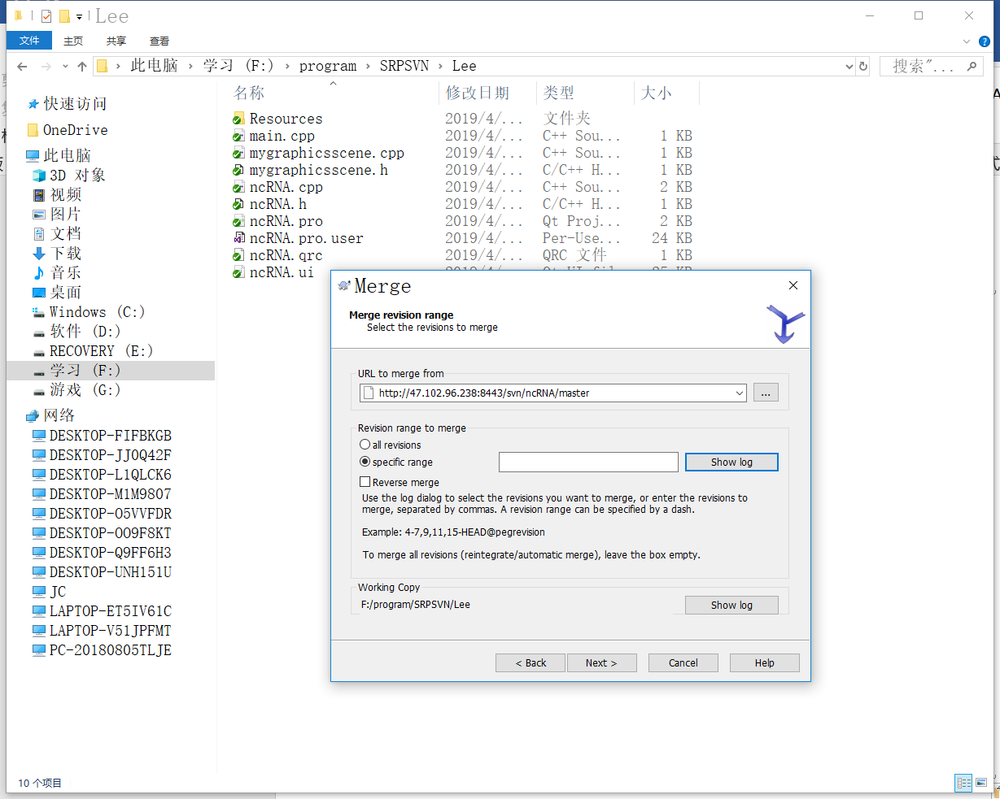 Lee
文件 主页 共享 查看
此电脑 › 学习 (F:) › program › SRPSVN › Lee
搜索"...
名称 修改日期 类型 大小
快速访问
OneDrive
此电脑
3D 对象
视频
图片
文档
下载
音乐
桌面
Windows (C:)
软件 (D:)
RECOVERY (E:)
学习 (F:)
游戏 (G:)
网络
DESKTOP-FIFBKGB
DESKTOP-JJ0Q42F
DESKTOP-L1QLCK6
DESKTOP-M1M9807
DESKTOP-O5VVFDR
DESKTOP-OO9F8KT
DESKTOP-Q9FF6H3
DESKTOP-UNH151U
JC
LAPTOP-ET5IV61C
LAPTOP-V51JPFMT
PC-20180805TLJE
Resources 2019/4/... 文件夹
main.cpp 2019/4/... C++ Sou... 1 KB
mygraphicsscene.cpp 2019/4/... C++ Sou... 1 KB
mygraphicsscene.h 2019/4/... C/C++ H... 1 KB
ncRNA.cpp 2019/4/... C++ Sou... 2 KB
ncRNA.h 2019/4/... C/C++ H... 1 KB
ncRNA.pro 2019/4/... Qt Proj... 2 KB
ncRNA.pro.user 2019/4/... Per-Use... 24 KB
ncRNA.qrc 2019/4/... QRC 文件 1 KB
ncRNA.ui
Merge
Merge revision range
Select the revisions to merge
URL to merge from
http://47.102.96.238:8443/svn/ncRNA/master
...
Revision range to merge
all revisions
specific range
Show log
Reverse merge
Use the log dialog to select the revisions you want to merge, or enter the revisions to
merge, separated by commas. A revision range can be specified by a dash.
Example: 4-7,9,11,15-HEAD@pegrevision
To merge all revisions (reintegrate/automatic merge), leave the box empty.
Working Copy
F:/program/SRPSVN/Lee
Show log
< Back Next > Cancel Help
10 个项目